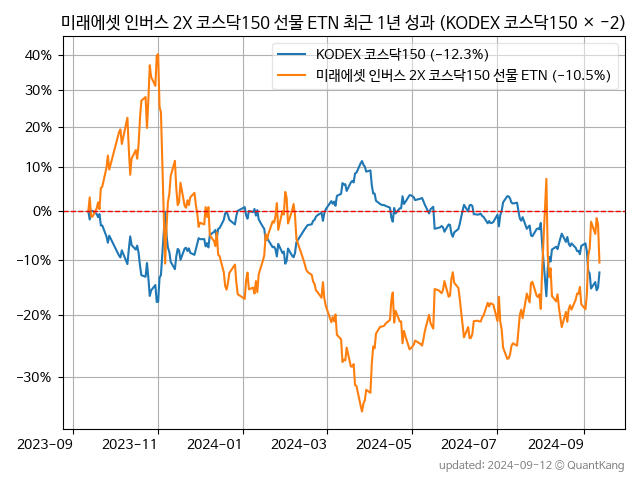 미래에셋 인버스 2X 코스닥150 선물 ETN 최근 1년 성과 (KODEX 코스닥150 × −2)
KODEX 코스닥150 (−12.3%)
미래에셋 인버스 2X 코스닥150 선물 ETN (−10.5%)
40%
30%
20%
10%
0%
−10%
−20%
−30%
2023-09 2023-11 2024-01 2024-03 2024-05 2024-07 2024-09
updated: 2024-09-12 © QuantKang